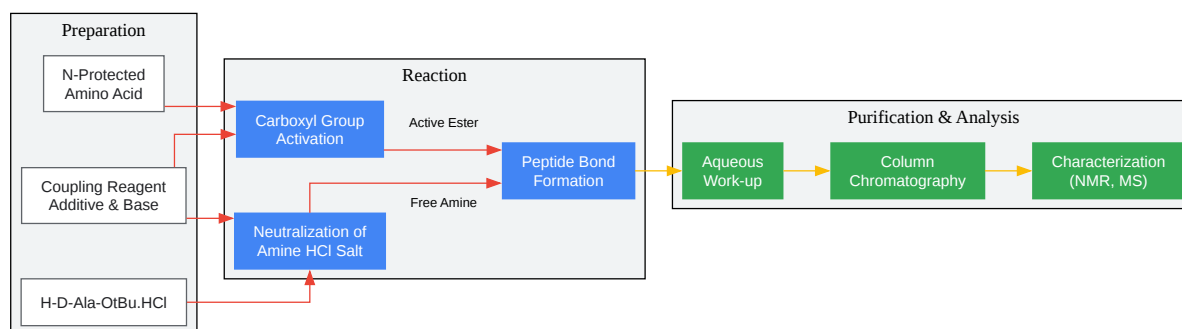 Preparation
N-Protected
Amino Acid
Coupling Reagent
Additive & Base
H-D-Ala-OtBu.HCl
Reaction
Carboxyl Group
Activation
Active Ester
Neutralization of
Amine HCl Salt
Free Amine
Peptide Bond
Formation
Purification & Analysis
Aqueous
Work-up
Column
Chromatography
Characterization
(NMR, MS)